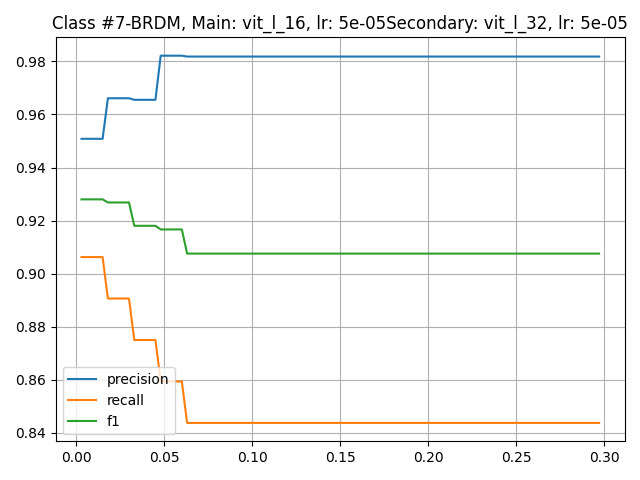 Class #7-BRDM, Main: vit_l_16, lr: 5e-05Secondary: vit_l_32, lr: 5e-05
0.98
0.96
0.94
0.92
0.90
0.88
0.86
0.84
precision
recall
f1
0.00 0.05 0.10 0.15 0.20 0.25 0.30